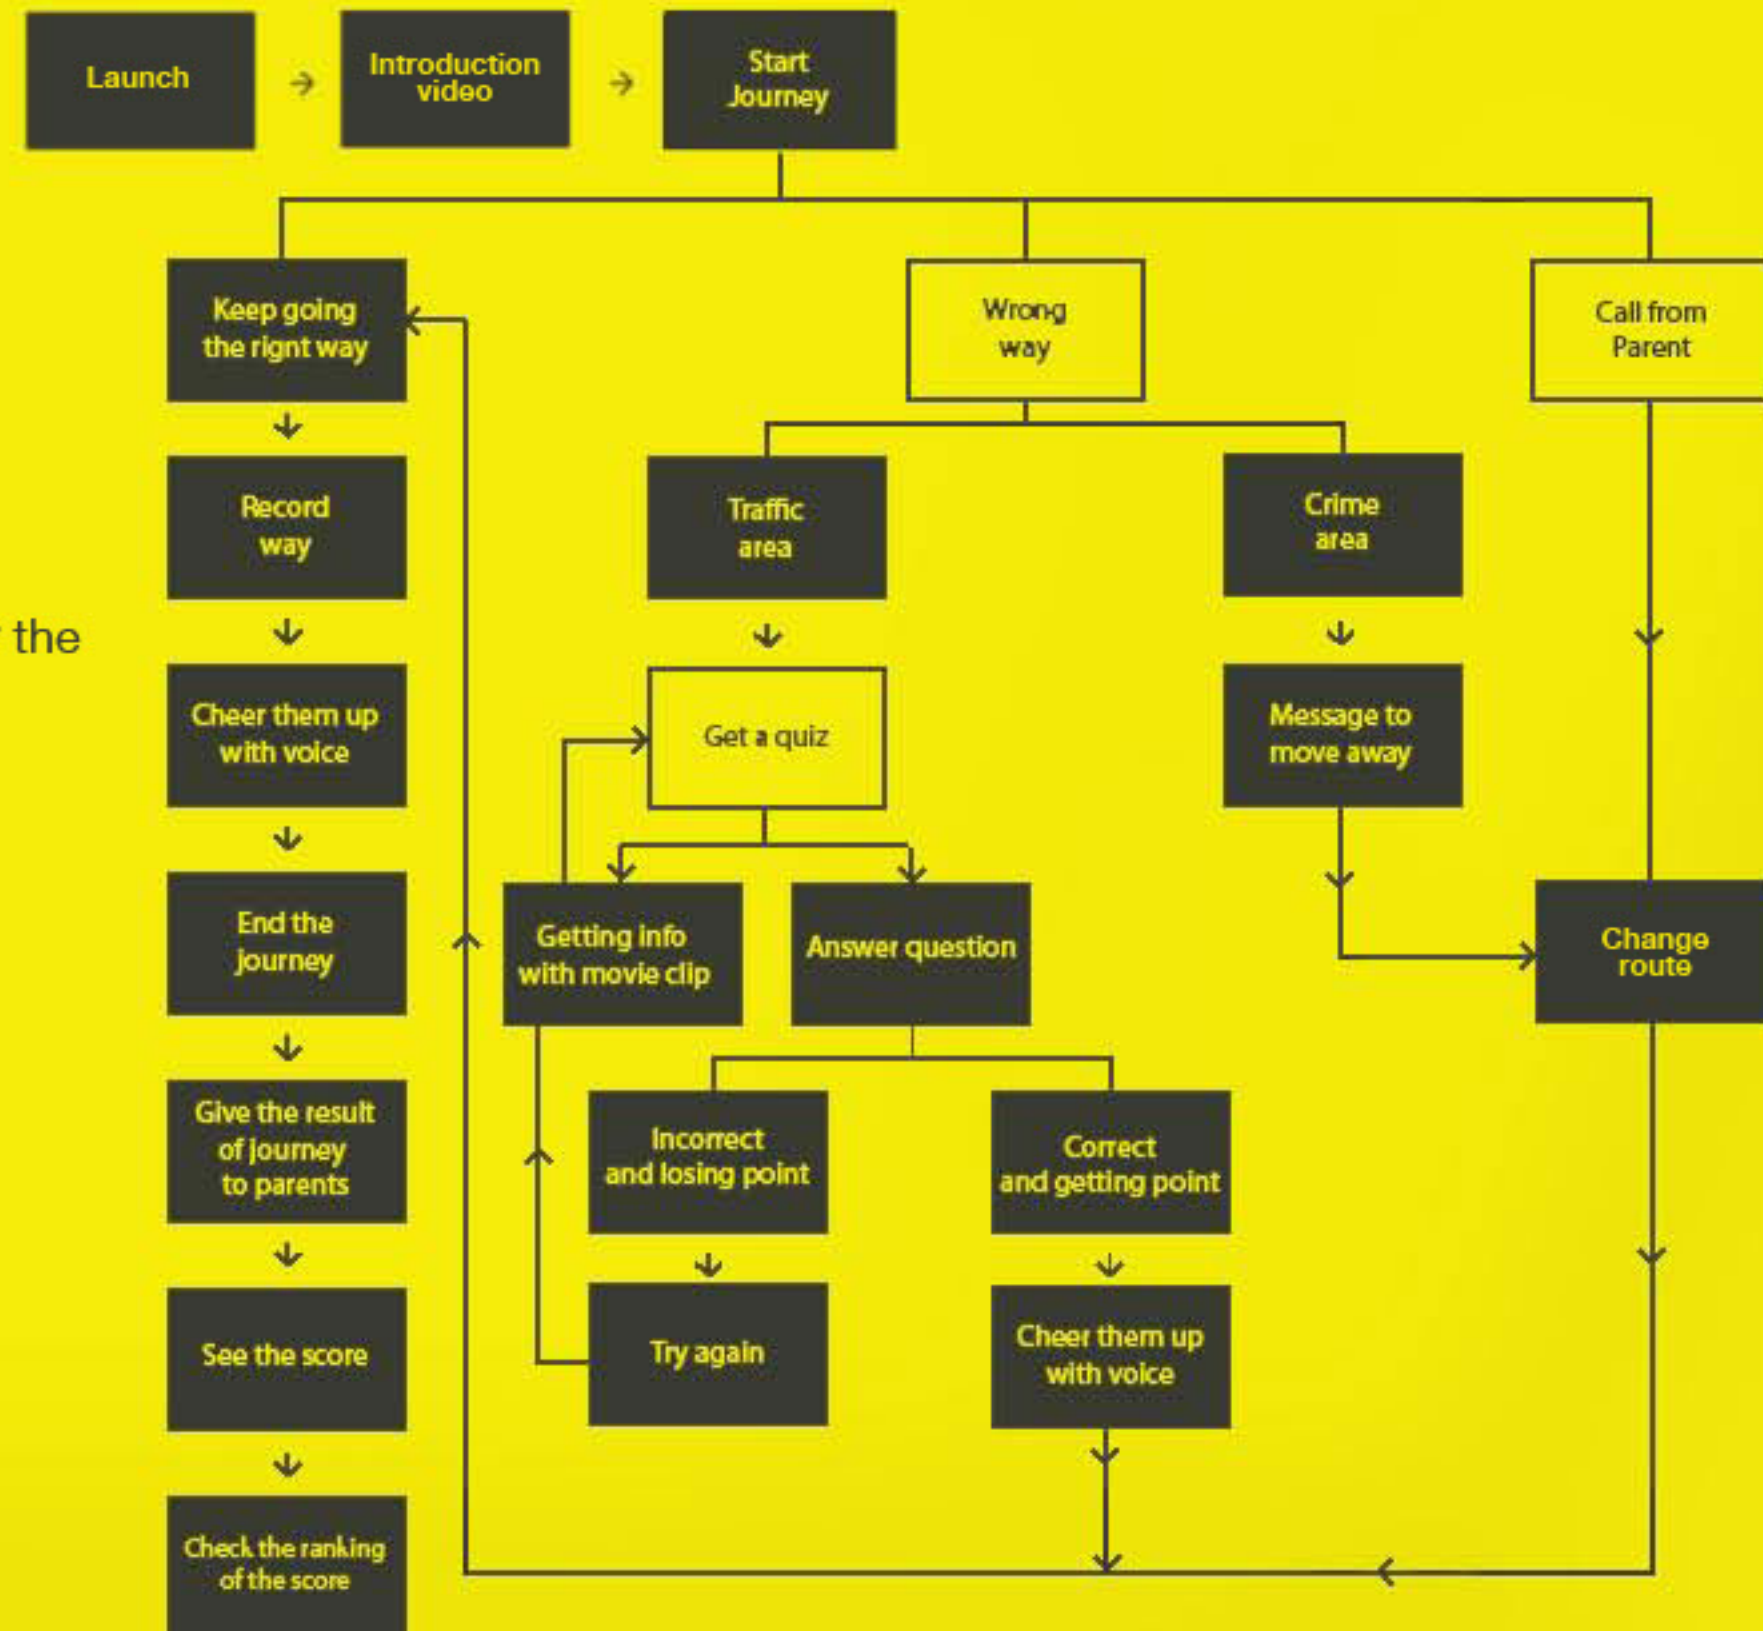 Launch
Introduction
video
Start
Journey
Keep going
the rignt way
Wrong
way
Call from
Parent
Record
way
Traffic
area
Crime
area
the
Cheer them up
with voice
Get a quiz
Message to
move away
End the
journey
Getting info
with movie clip
Answer question
Change
route
Give the result
of journey
to parents
Incorrect
and losing point
Correct
and getting point
See the score
Try again
Cheer them up
with voice
Check the ranking
of the score